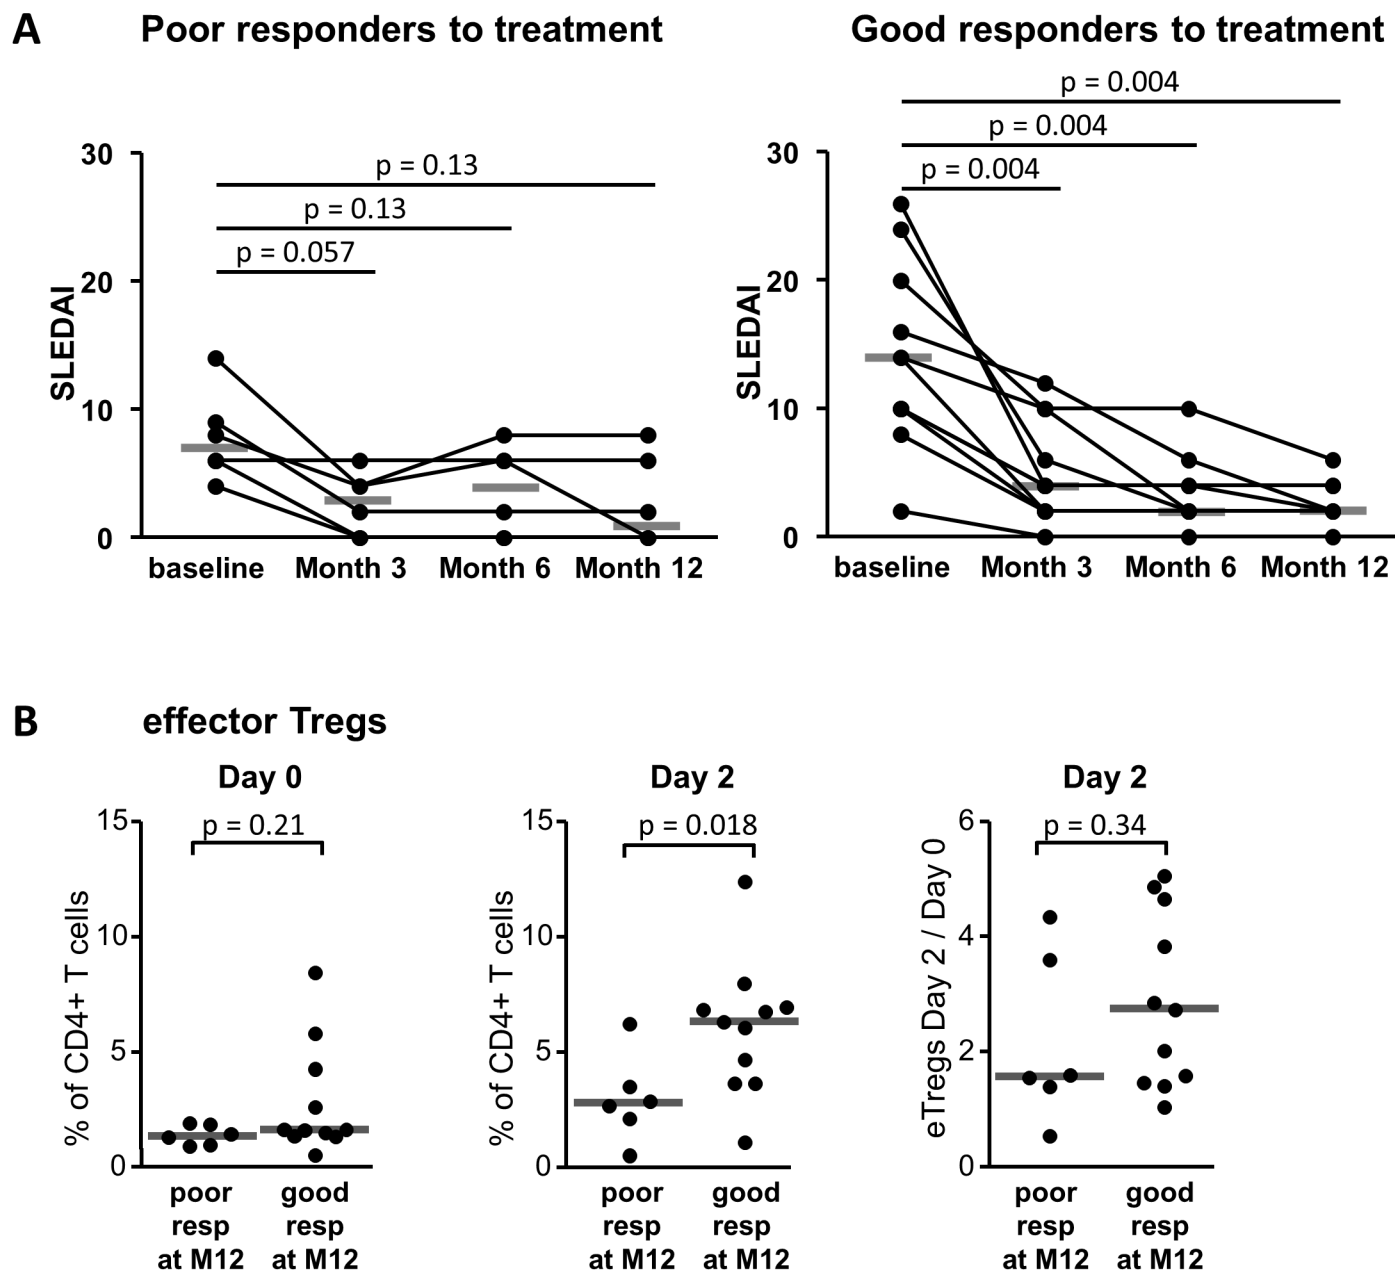 A
Poor responders to treatment
Good responders to treatment
p = 0.13
p = 0.13
p = 0.057
SLEDAI
30
20
10
0
baseline Month 3 Month 6 Month 12
p = 0.004
p = 0.004
p = 0.004
SLEDAI
30
20
10
0
baseline Month 3 Month 6 Month 12
B
effector Tregs
Day 0
p = 0.21
% of CD4+ T cells
15
10
5
0
poor
resp
at M12
good
resp
at M12
Day 2
p = 0.018
% of CD4+ T cells
15
10
5
0
poor
resp
at M12
good
resp
at M12
Day 2
p = 0.34
eTregs Day 2 / Day 0
6
4
2
0
poor
resp
at M12
good
resp
at M12